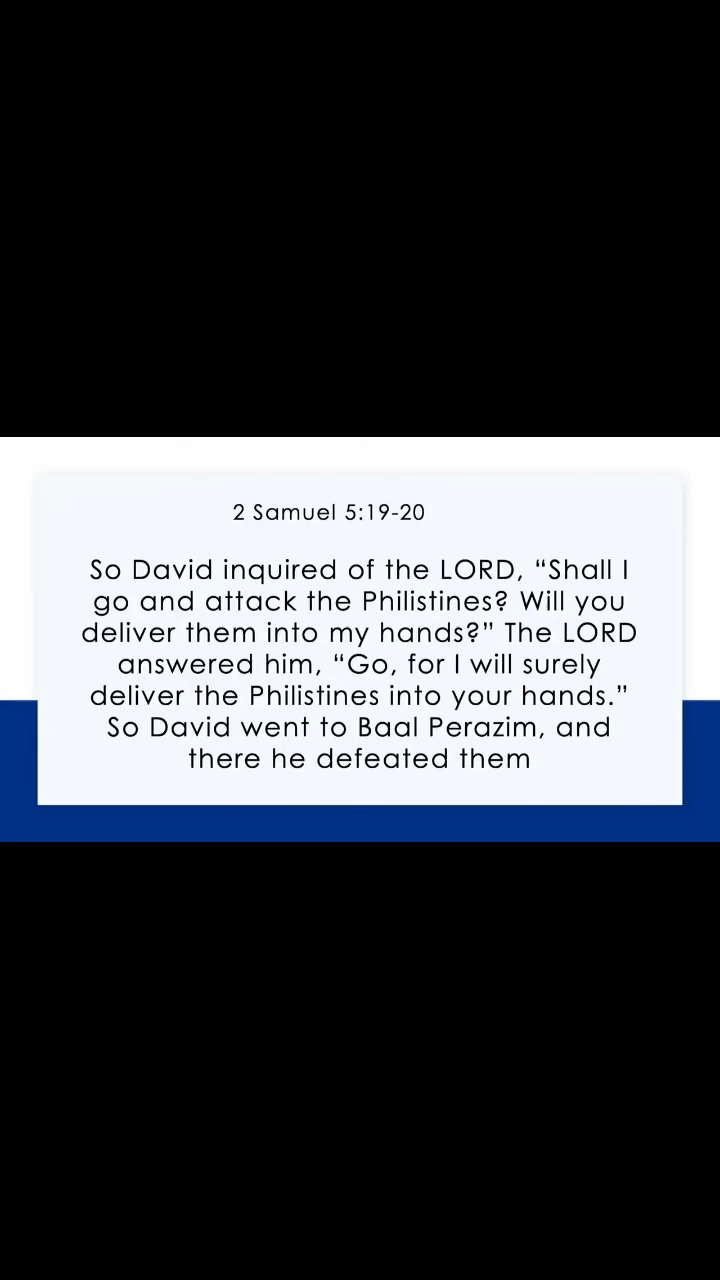 2 Samuel 5:19-20
So David inquired of the LORD, “Shall I
go and attack the Philistines? Will you
deliver them into my hands?” The LORD
answered him, “Go, for I will surely
deliver the Philistines into your hands.”
So David went to Baal Perazim, and
there he defeated them